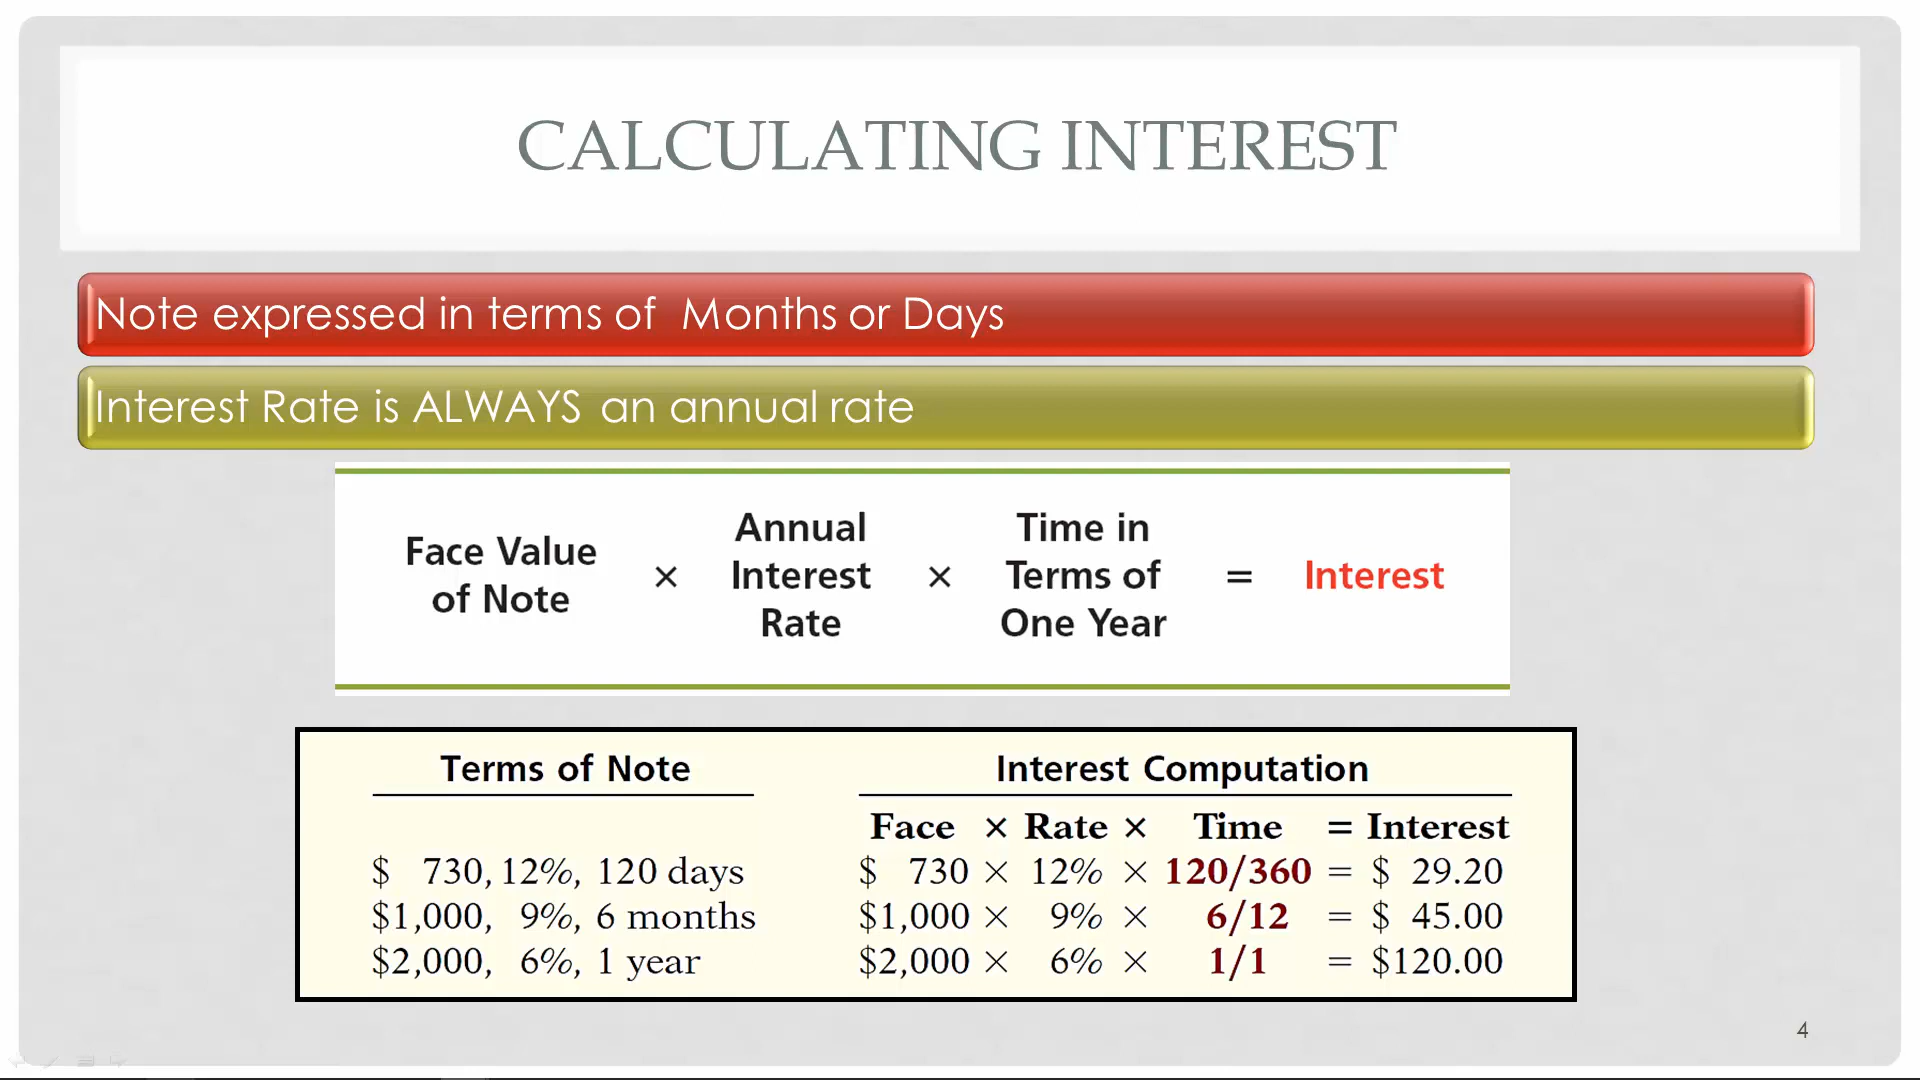 CALCULATING INTEREST
Note expressed in terms of Months or Days
Interest Rate is ALWAYS an annual rate
Face Value of Note × Annual Interest Rate × Time in Terms of One Year = Interest
Terms of Note
Interest Computation
Face × Rate × Time = Interest
$ 730, 12%, 120 days $ 730 × 12% × 120/360 = $ 29.20
$1,000, 9%, 6 months $1,000 × 9% × 6/12 = $ 45.00
$2,000, 6%, 1 year $2,000 × 6% × 1/1 = $120.00
4